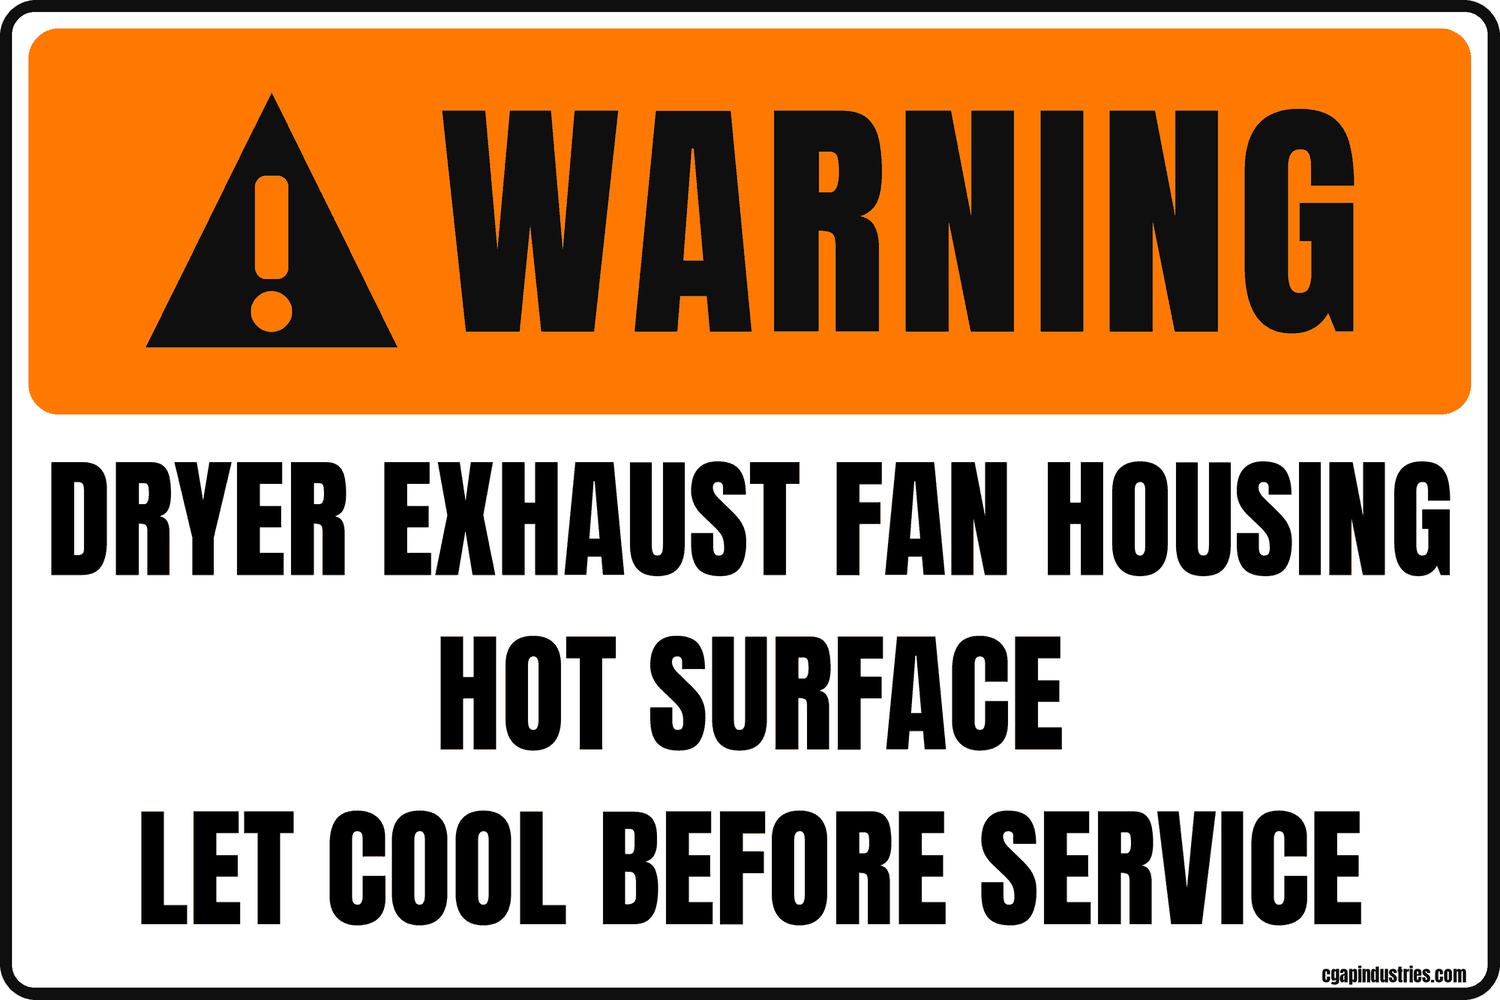 WARNING
DRYER EXHAUST FAN HOUSING
HOT SURFACE
LET COOL BEFORE SERVICE
cgapindustries.com